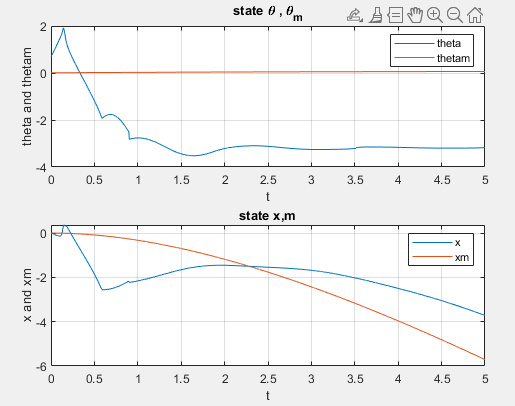 state θ , θm
theta and thetam
2
0
-2
-4
theta
thetam
0 0.5 1 1.5 2 2.5 3 3.5 4 4.5 5
t
state x,m
x and xm
0
-2
-4
-6
x
xm
0 0.5 1 1.5 2 2.5 3 3.5 4 4.5 5
t